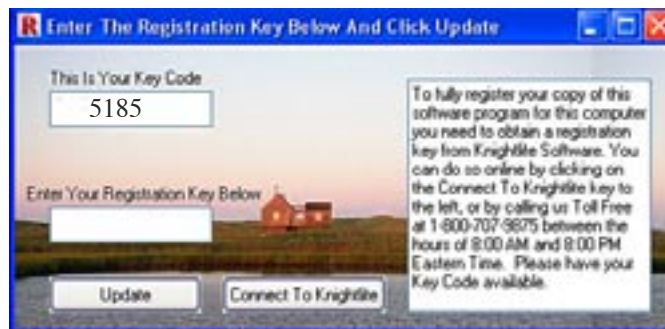 R Enter The Registration Key Below And Click Update
This Is Your Key Code
5185
Enter Your Registration Key Below
Update
Connect To Knightlite
To fully register your copy of this
software program for this computer
you need to obtain a registration
key from Knightlite Software. You
can do so online by clicking on
the Connect To Knightlite key to
the left, or by calling us Toll Free
at 1-800-707-9875 between the
hours of 8:00 AM and 8:00 PM
Eastern Time. Please have your
Key Code available.